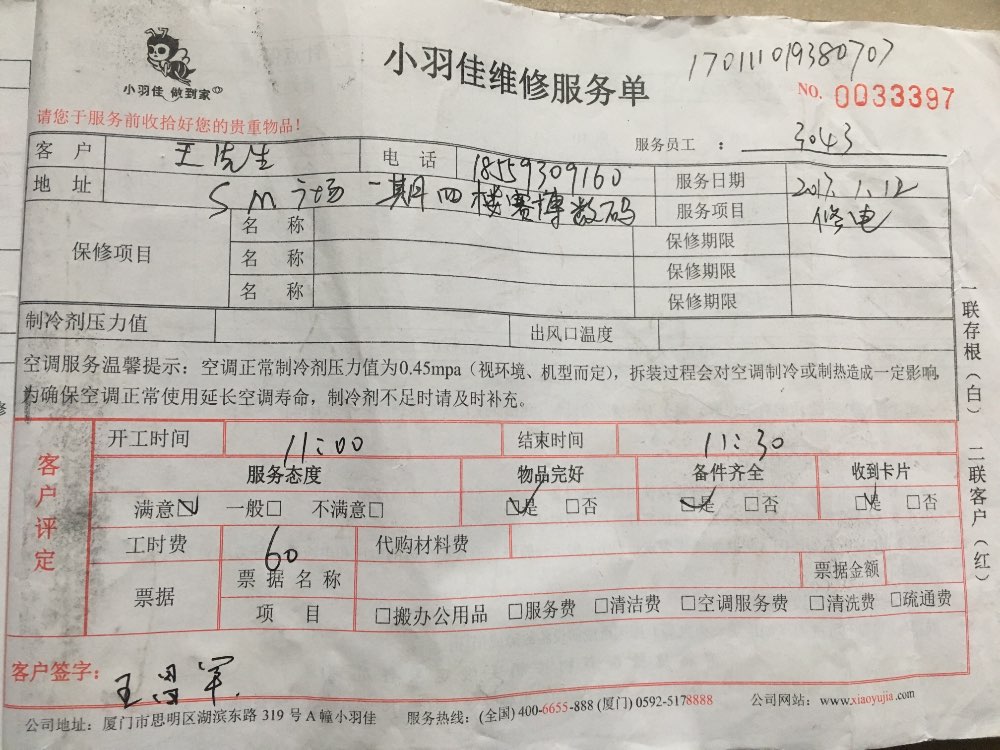 小羽佳 做到家
小羽佳维修服务单
170111019380707
NO. 0033397
请您于服务前收拾好您的贵重物品!
服务员工 : 3043
客户 王先生 电话 18559309160 服务日期 2017.1.12
地址 SM广场一期四楼赛博数码 服务项目 修电
保修项目 名称 保修期限
名称 保修期限
名称 保修期限
制冷剂压力值 出风口温度
空调服务温馨提示: 空调正常制冷剂压力值为0.45mpa(视环境、机型而定),拆装过程会对空调制冷或制热造成一定影响,
为确保空调正常使用延长空调寿命,制冷剂不足时请及时补充。
客户评定
开工时间 11:00 结束时间 11:30
服务态度 物品完好 备件齐全 收到卡片
满意☑ 一般□ 不满意□ ☑是 □否 ☑是 □否 ☑是 □否
工时费 60 代购材料费
票据 票据名称 票据金额
项目 □搬办公用品 □服务费 □清洁费 □空调服务费 □清洗费 □疏通费
客户签字:
公司地址: 厦门市思明区湖滨东路 319 号 A 幢小羽佳 服务热线: (全国) 400-6655-888 (厦门) 0592-5178888 公司网站: www.xiaoyujia.com
一联存根(白) 二联客户(红)